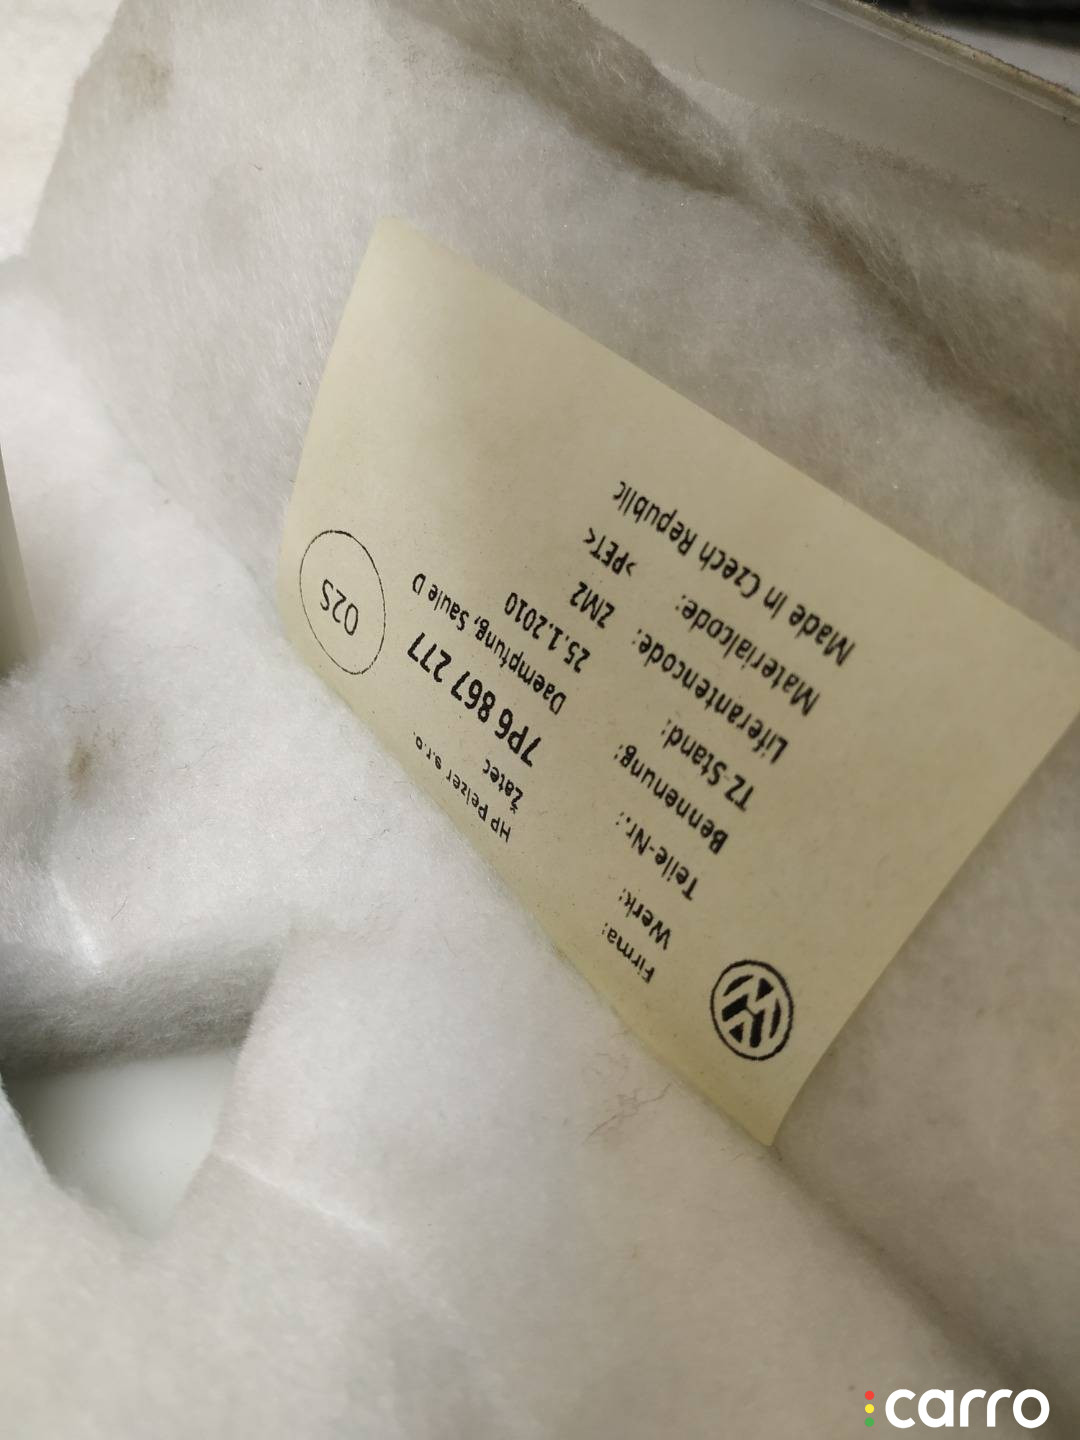 Firma: HP Pelzer s.r.o.
Werk: Žatec
Teile-Nr.: 7P6 867 277
Bennenung: Daempfung, Saule D
TZ-Stand: 25.1.2010
Liferantencode: ZM2
Materialcode: >PET<
Made in Czech Republic
025
carro